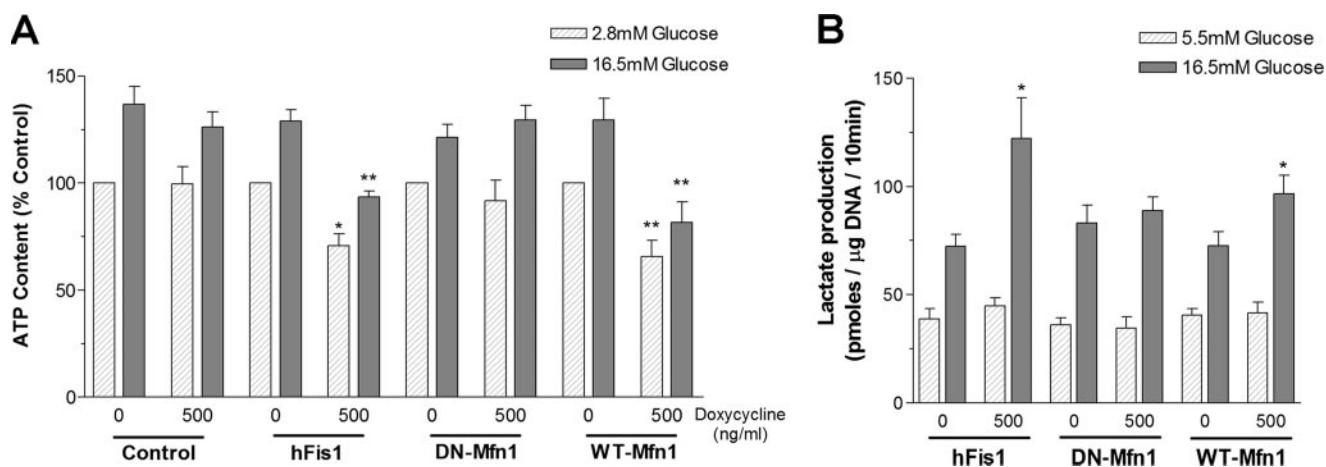 A
2.8mM Glucose
16.5mM Glucose
ATP Content (% Control)
150
100
50
0
* ** ** **
0 500 0 500 0 500 0 500 Doxycycline
(ng/ml)
Control hFis1 DN-Mfn1 WT-Mfn1
B
5.5mM Glucose
16.5mM Glucose
Lactate production
(pmoles / μg DNA / 10min)
150
100
50
0
* *
0 500 0 500 0 500
hFis1 DN-Mfn1 WT-Mfn1